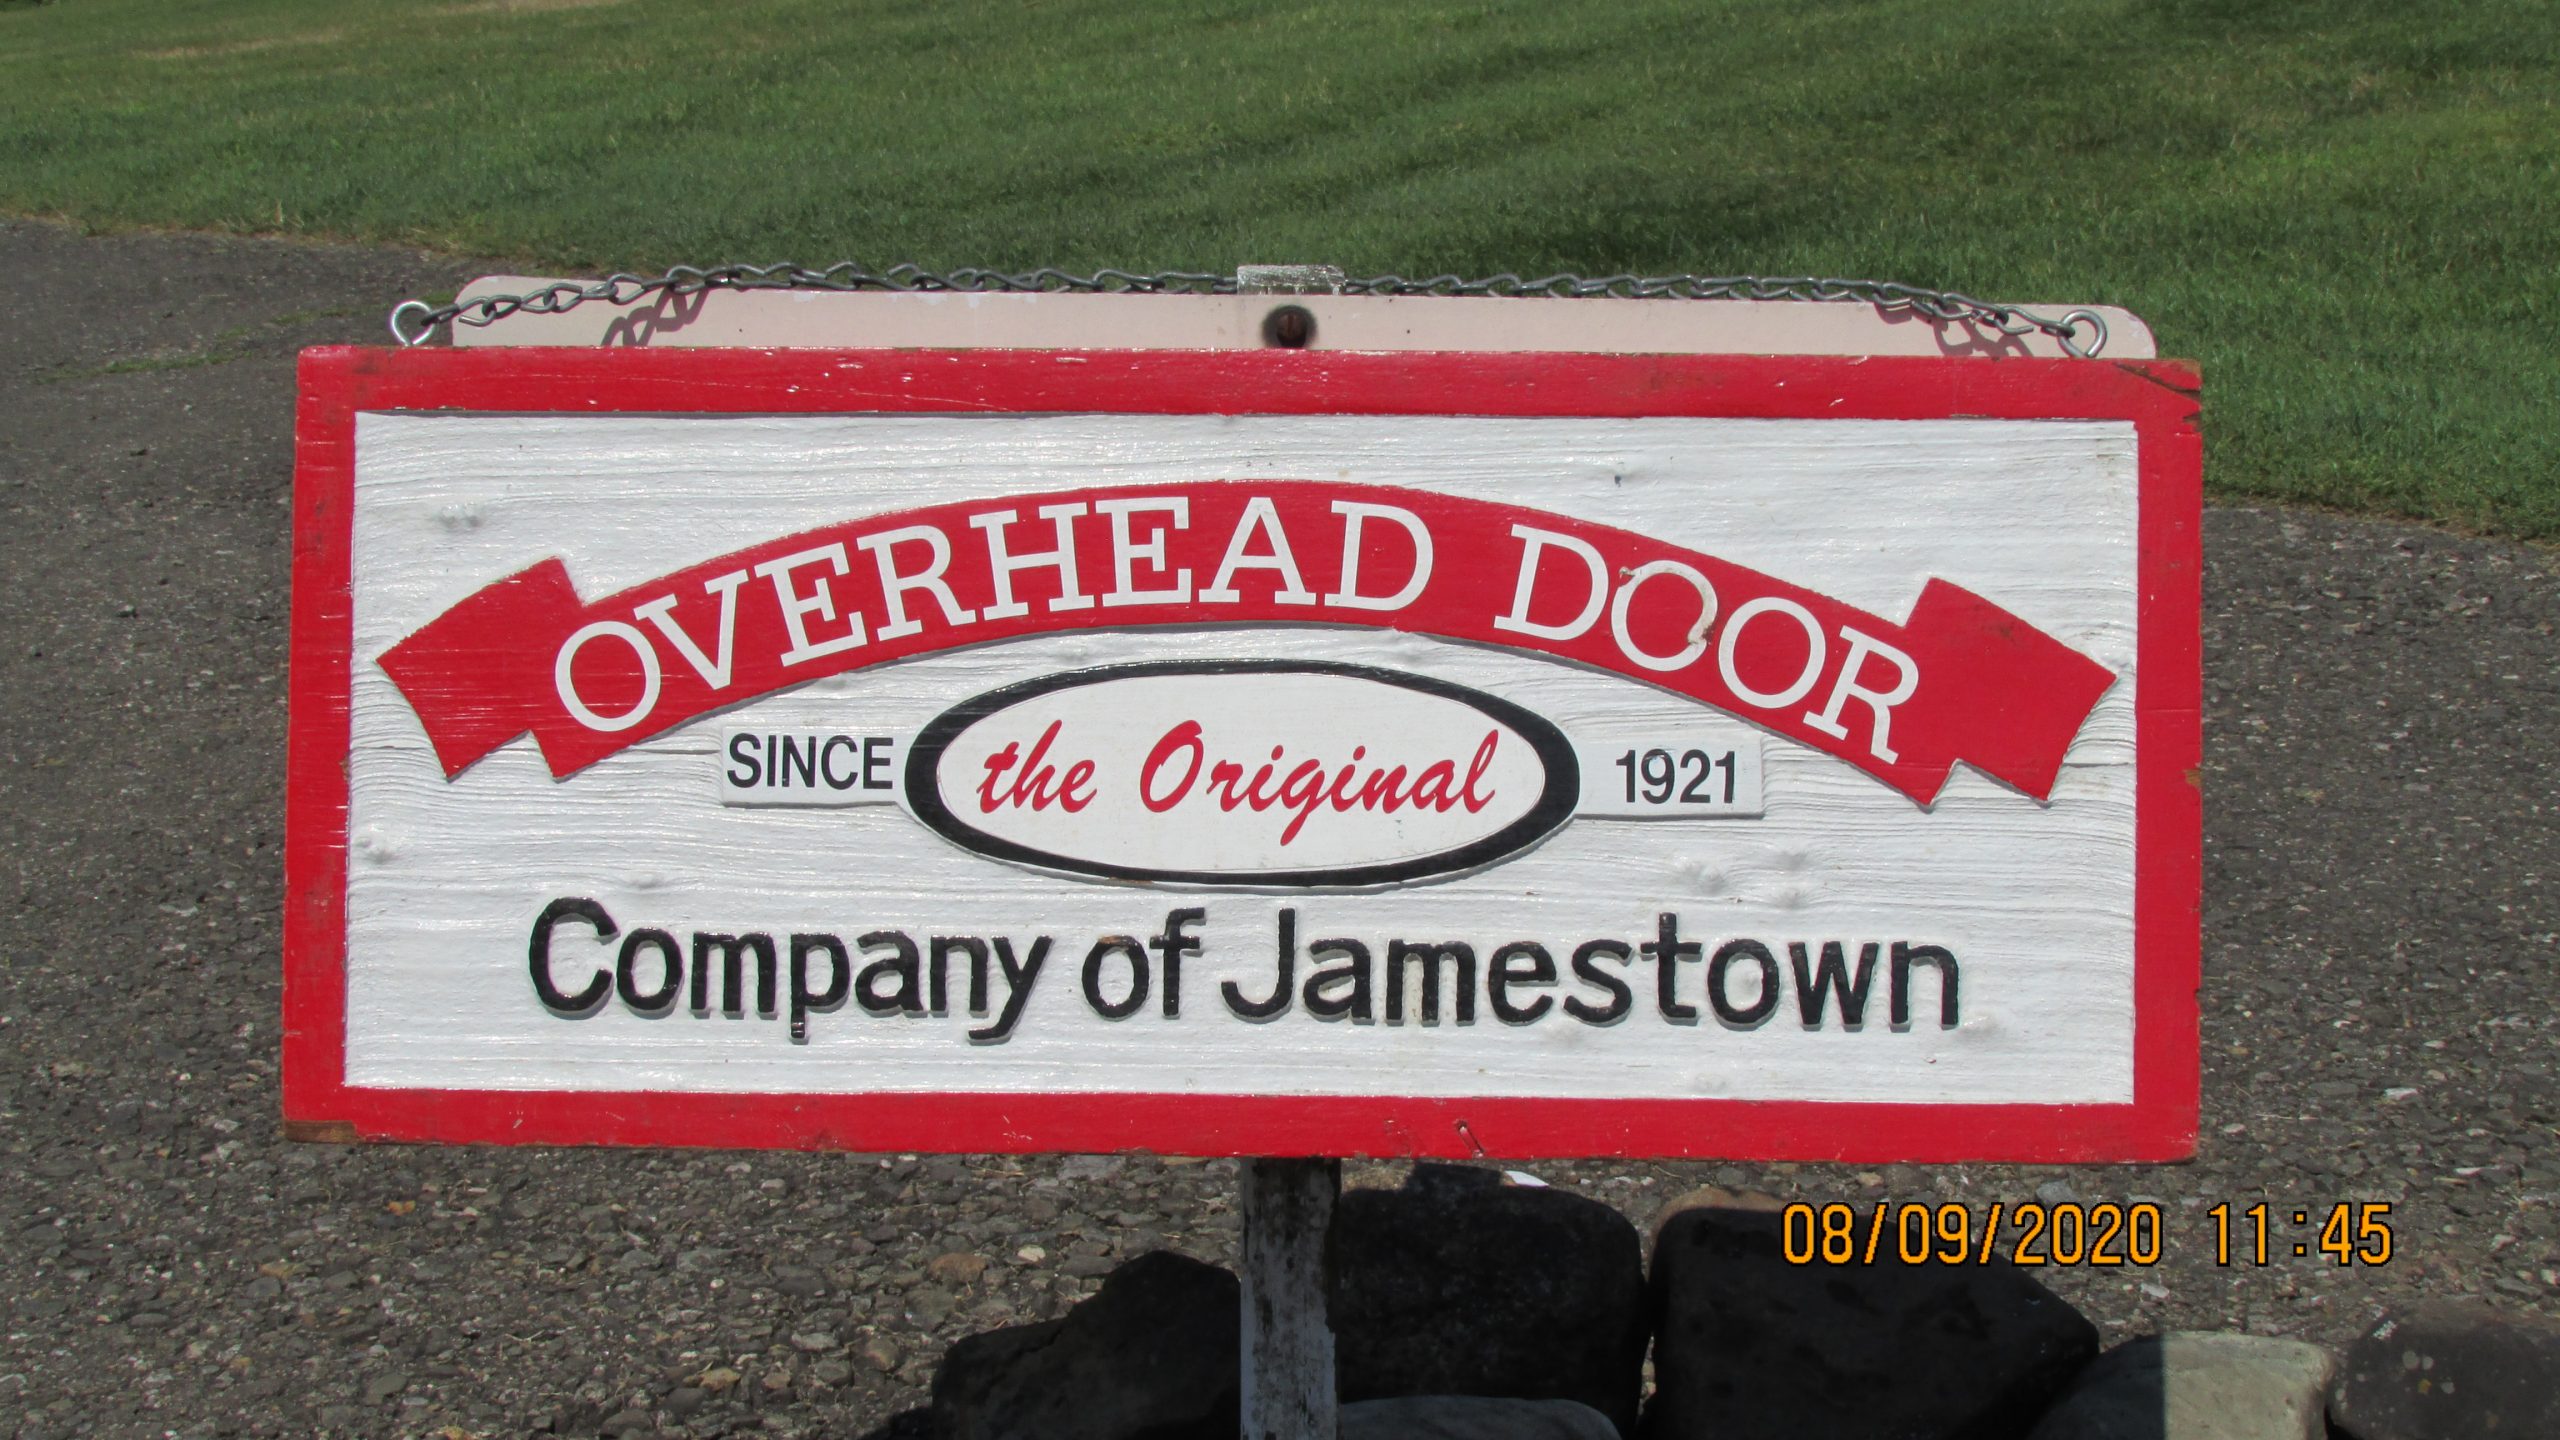 OVERHEAD DOOR
SINCE the Original 1921
Company of Jamestown
08/09/2020 11:45